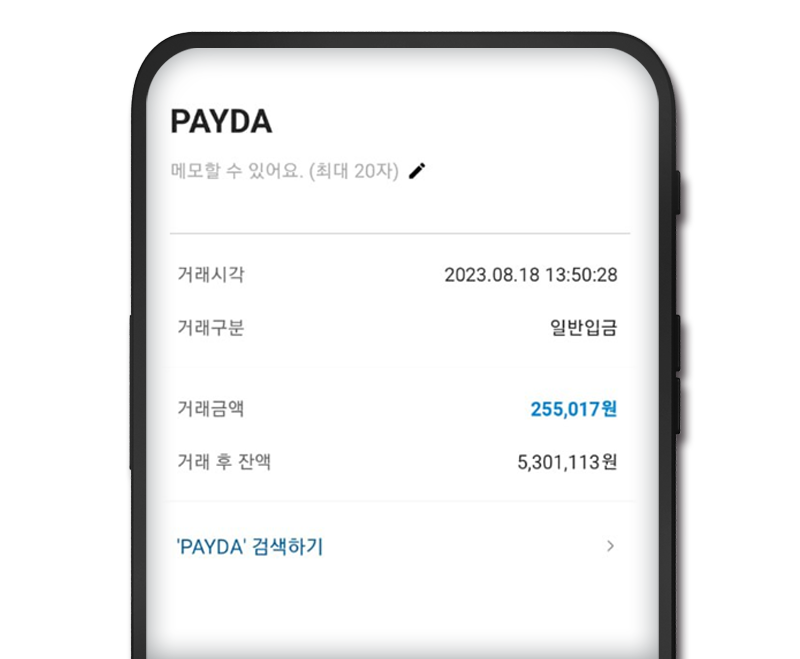 PAYDA
메모할 수 있어요. (최대 20자)
거래시각 2023.08.18 13:50:28
거래구분 일반입금
거래금액 255,017원
거래 후 잔액 5,301,113원
'PAYDA' 검색하기